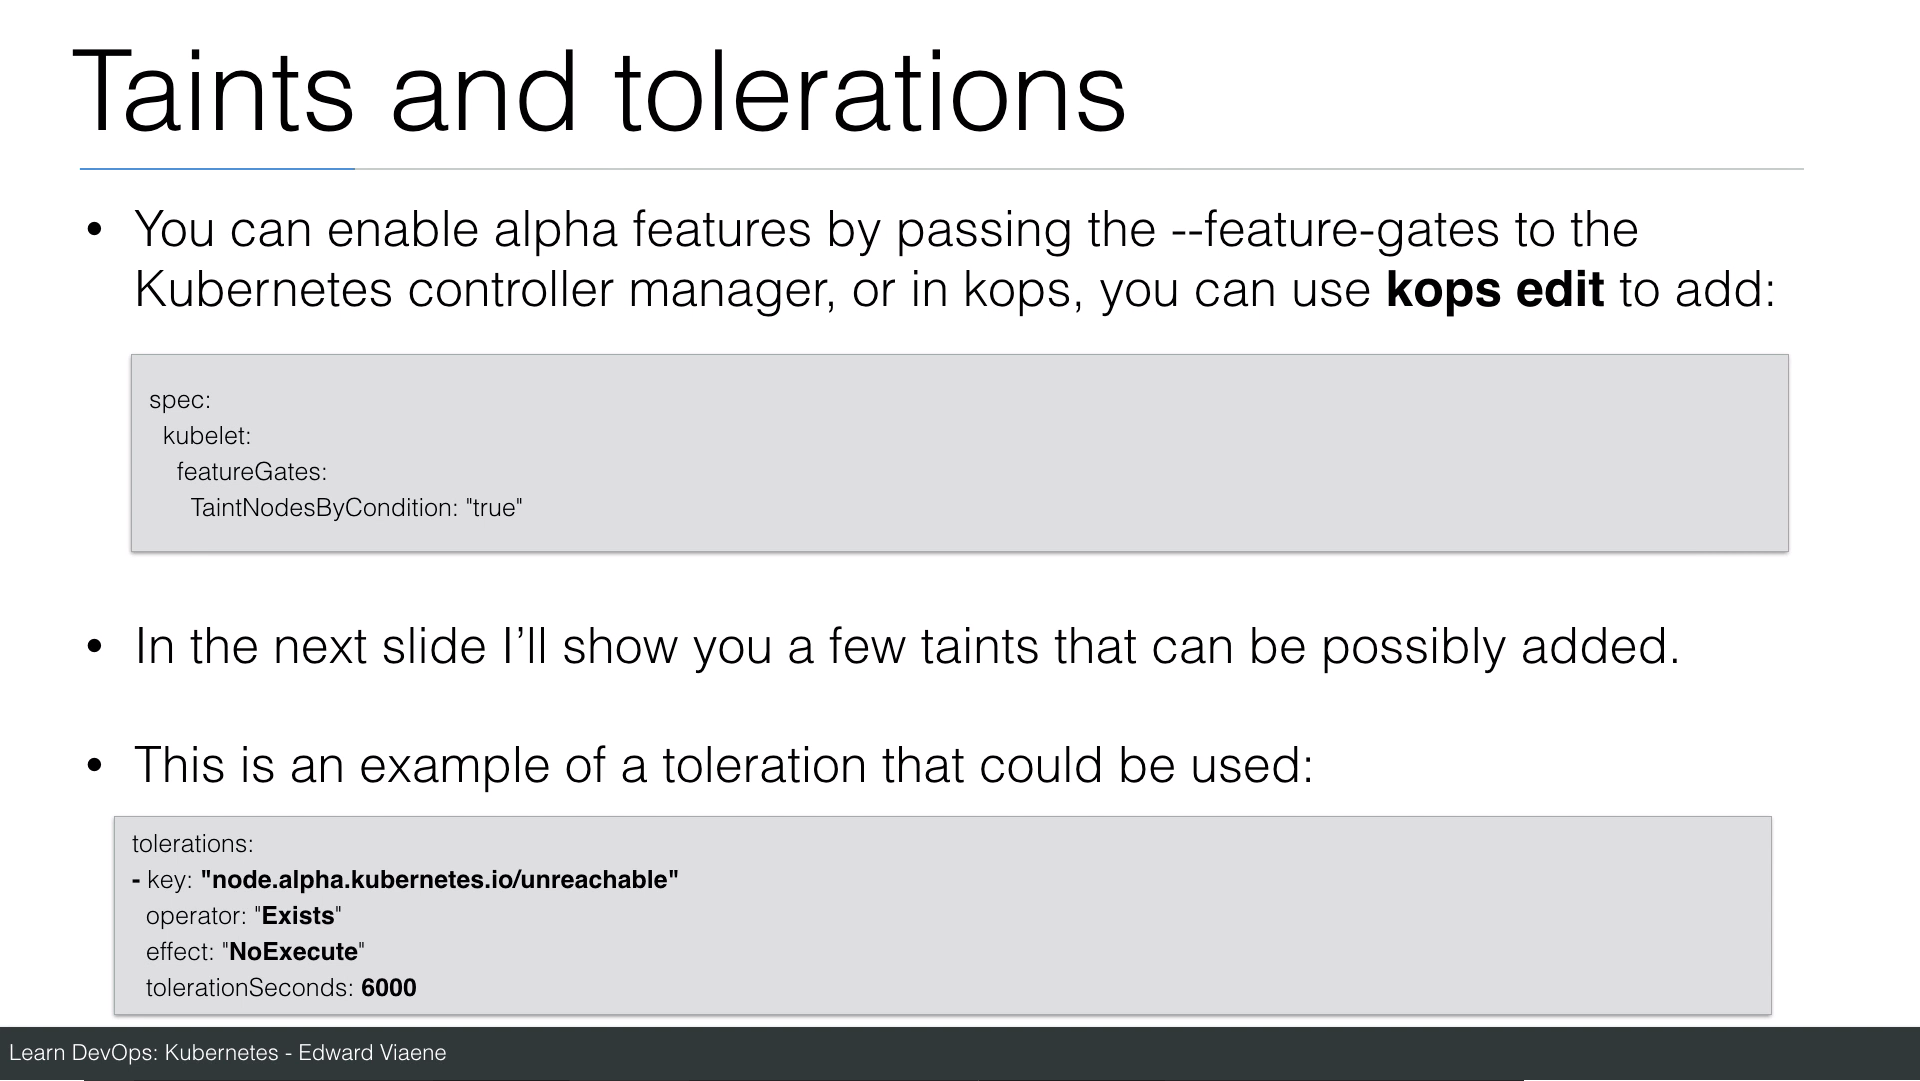 Taints and tolerations
• You can enable alpha features by passing the --feature-gates to the
Kubernetes controller manager, or in kops, you can use kops edit to add:
spec:
  kubelet:
    featureGates:
      TaintNodesByCondition: "true"
• In the next slide I’ll show you a few taints that can be possibly added.
• This is an example of a toleration that could be used:
tolerations:
- key: "node.alpha.kubernetes.io/unreachable"
  operator: "Exists"
  effect: "NoExecute"
  tolerationSeconds: 6000
Learn DevOps: Kubernetes - Edward Viaene